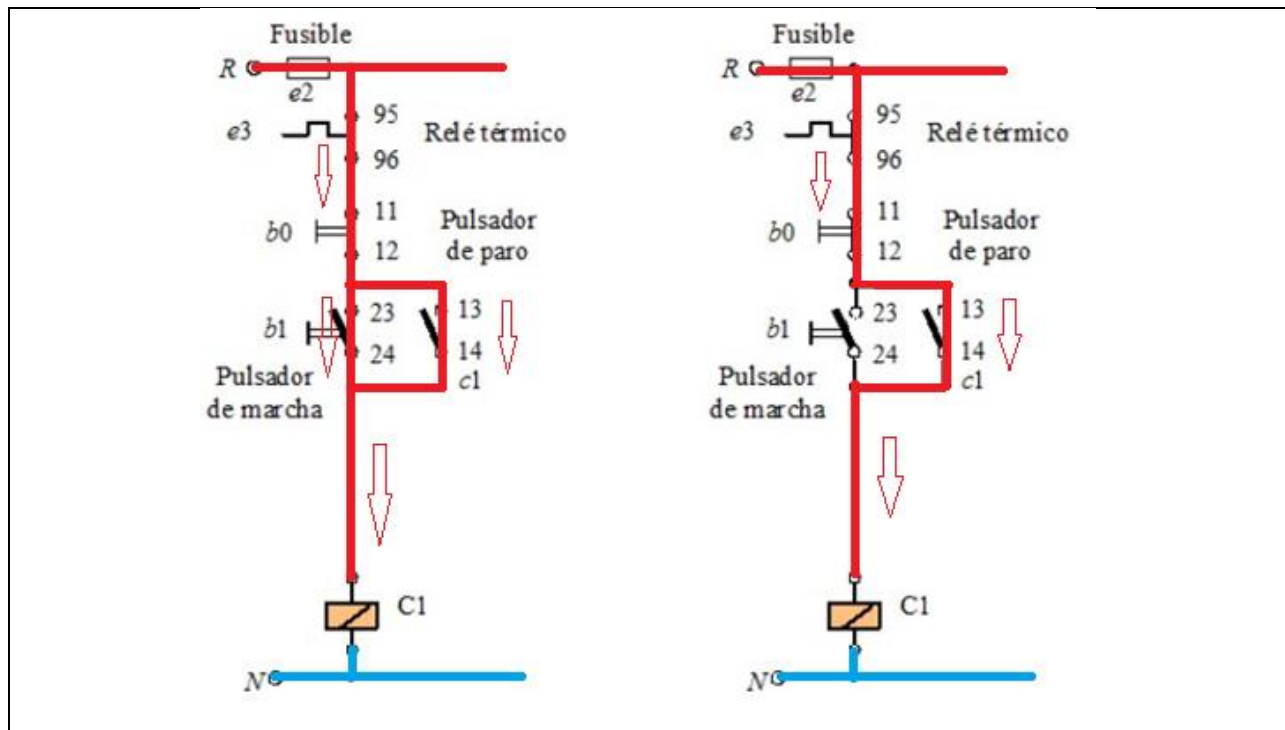 Fusible
R
e2
95
e3
Relé térmico
96
11
b0
Pulsador
de paro
12
23
13
b1
24
14
Pulsador
de marcha
c1
C1
N
Fusible
R
e2
95
e3
Relé térmico
96
11
b0
Pulsador
de paro
12
23
13
b1
24
14
Pulsador
de marcha
c1
C1
N